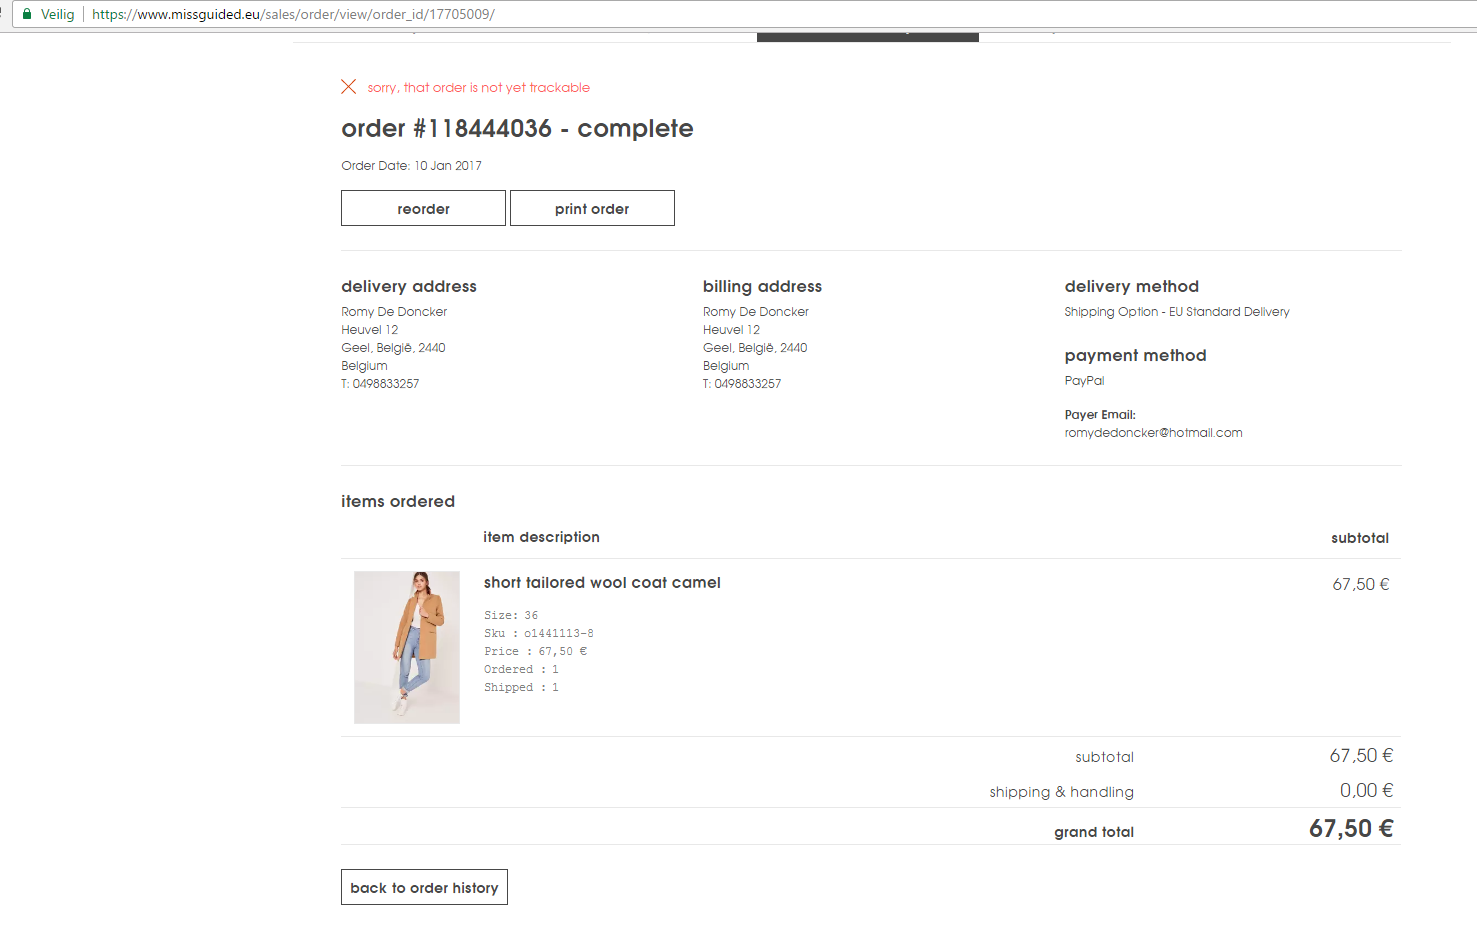 Veilig
https://www.missguided.eu/sales/order/view/order_id/17705009/
sorry, that order is not yet trackable
order #118444036 - complete
Order Date: 10 Jan 2017
reorder
print order
delivery address
Romy De Doncker
Heuvel 12
Geel, België, 2440
Belgium
T: 0498833257
billing address
Romy De Doncker
Heuvel 12
Geel, België, 2440
Belgium
T: 0498833257
delivery method
Shipping Option - EU Standard Delivery
payment method
PayPal
Payer Email:
romydedoncker@hotmail.com
items ordered
item description subtotal
short tailored wool coat camel 67,50 €
Size: 36
Sku : o1441113-8
Price : 67,50 €
Ordered : 1
Shipped : 1
subtotal 67,50 €
shipping & handling 0,00 €
grand total 67,50 €
back to order history